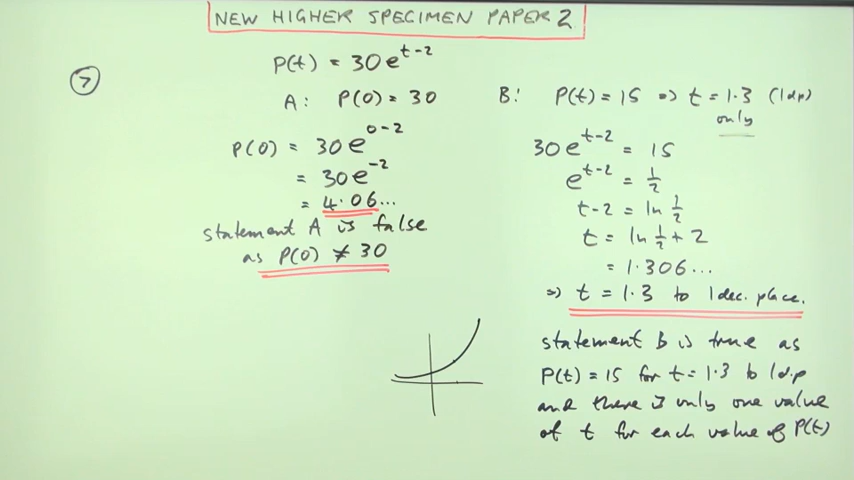 NEW HIGHER SPECIMEN PAPER 2
7
P(t) = 30e^{t-2}
A: P(0) = 30
P(0) = 30e^{0-2}
= 30e^{-2}
= 4.06...
statement A is false
as P(0) ≠ 30
B: P(t) = 15 ⇒ t = 1.3 (1dp)
only
30e^{t-2} = 15
e^{t-2} = 1/2
t-2 = ln 1/2
t = ln 1/2 + 2
= 1.306...
⇒ t = 1.3 to 1 dec. place.
statement B is true as
P(t) = 15 for t = 1.3 to 1d.p
and there is only one value
of t for each value of P(t)